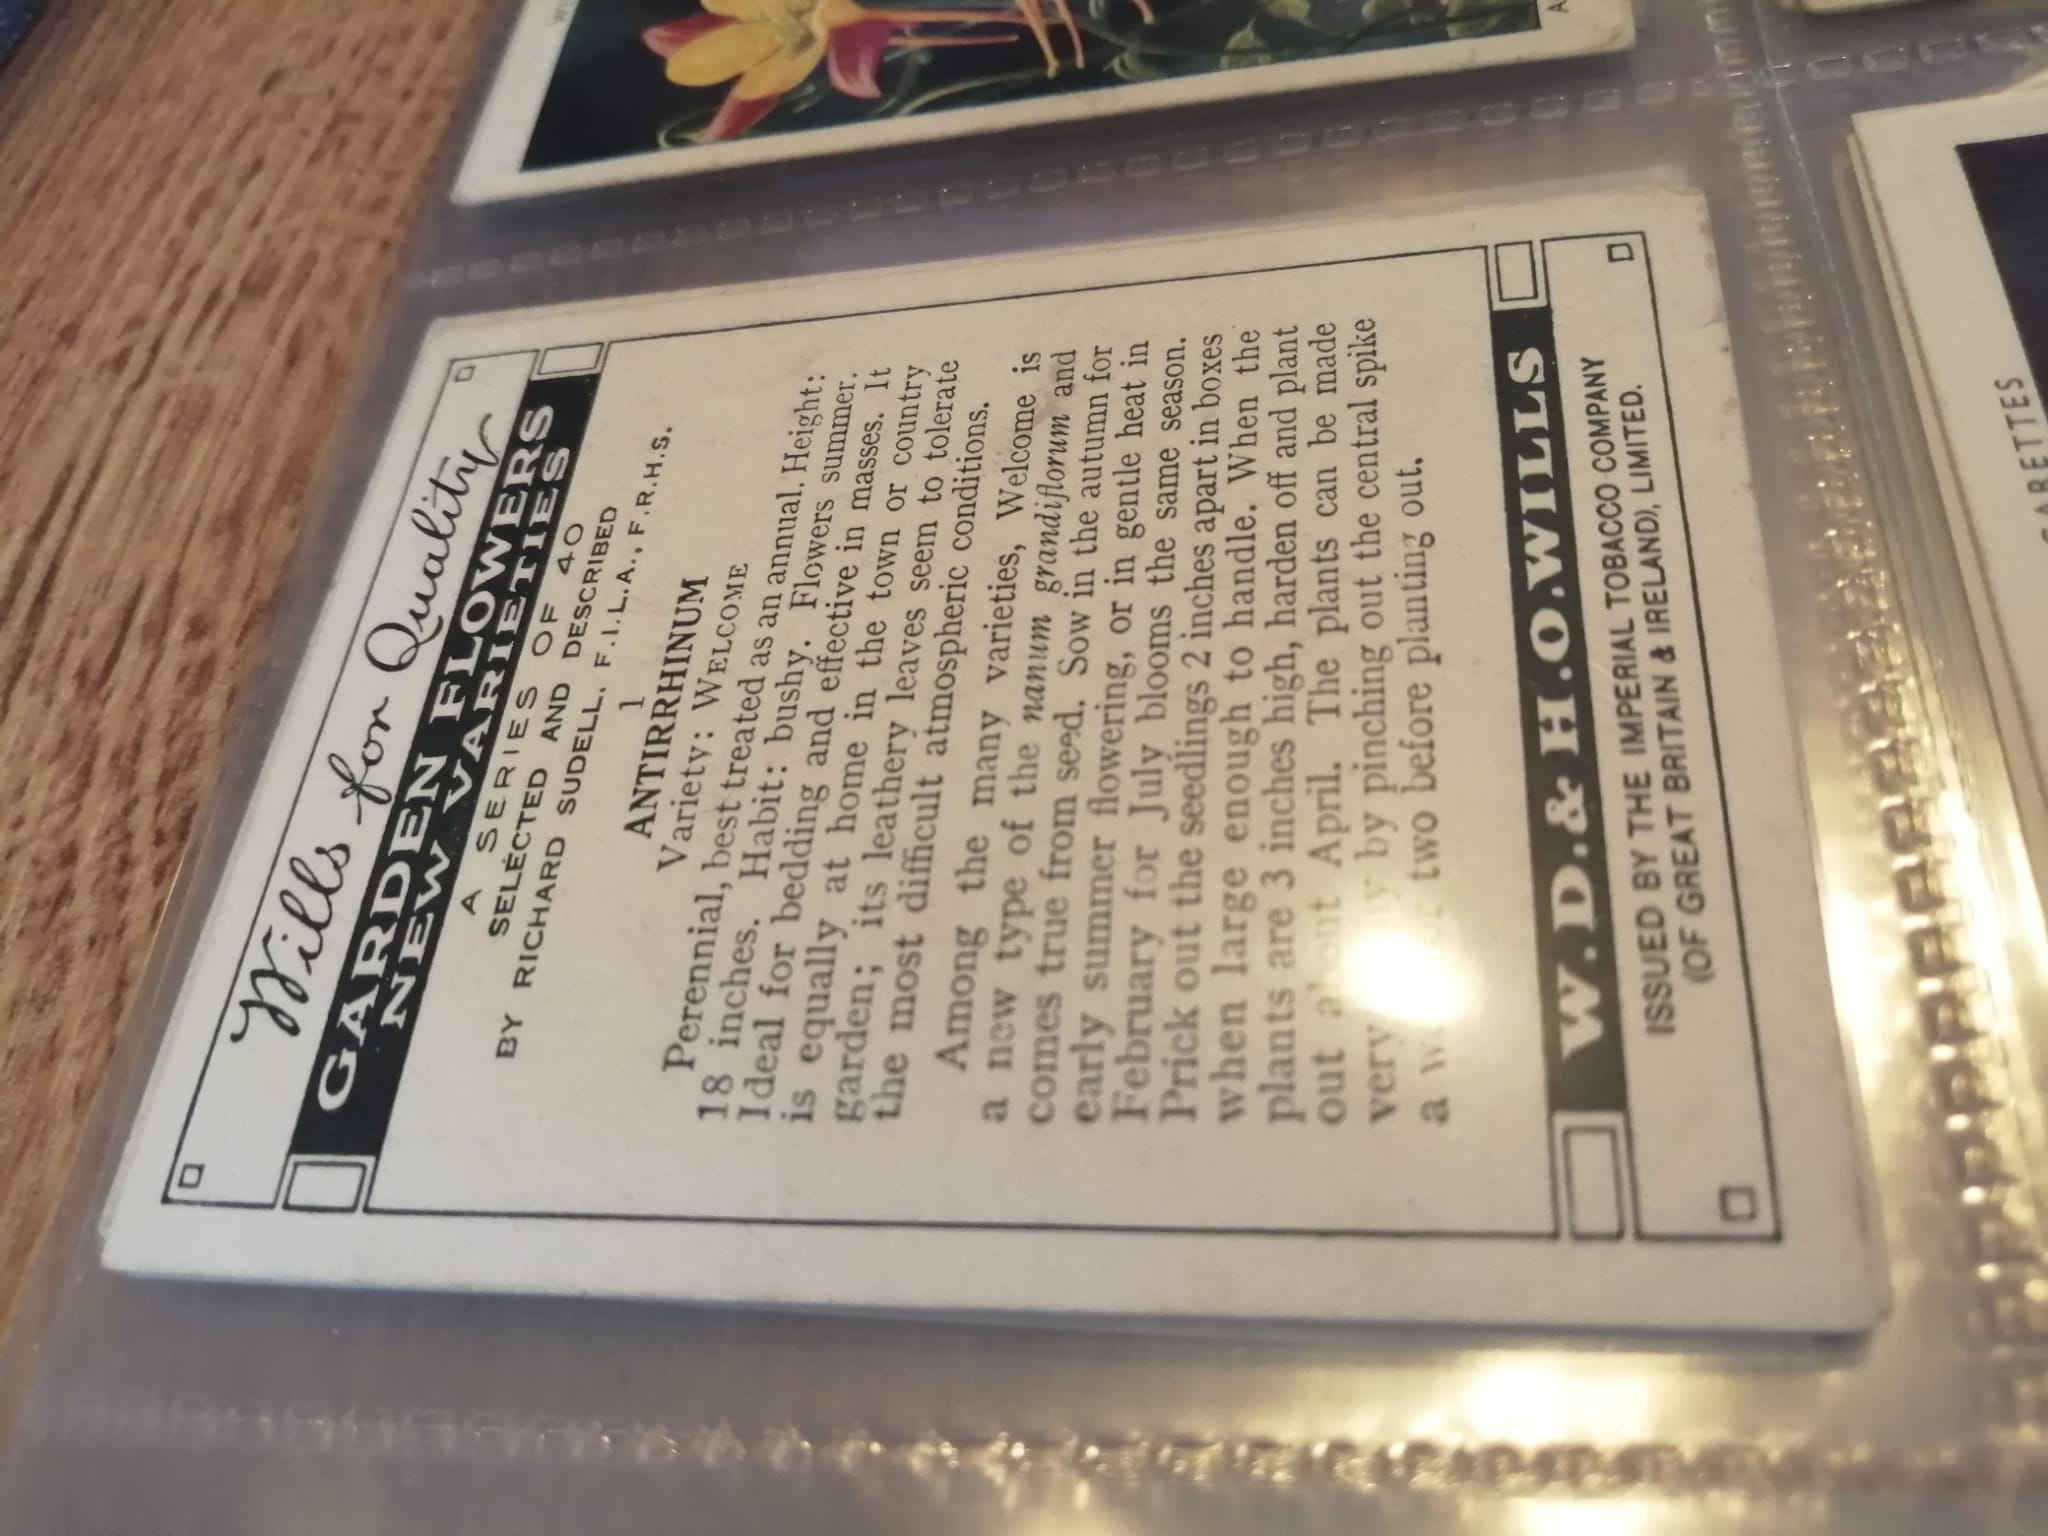 Wills for Quality
GARDEN FLOWERS
NEW VARIETIES
A SERIES OF 40
SELECTED AND DESCRIBED
BY RICHARD SUDELL, F.I.L.A., F.R.H.S.
1
ANTIRRHINUM
Variety: WELCOME
Perennial, best treated as an annual. Height:
18 inches. Habit: bushy. Flowers summer.
Ideal for bedding and effective in masses. It
is equally at home in the town or country
garden; its leathery leaves seem to tolerate
the most difficult atmospheric conditions.
Among the many varieties, Welcome is
a new type of the nanum grandiflorum and
comes true from seed. Sow in the autumn for
early summer flowering, or in gentle heat in
February for July blooms the same season.
Prick out the seedlings 2 inches apart in boxes
when large enough to handle. When the
plants are 3 inches high, harden off and plant
out about April. The plants can be made
very by pinching out the central spike
a two before planting out.
W.D. & H.O. WILLS
ISSUED BY THE IMPERIAL TOBACCO COMPANY
(OF GREAT BRITAIN & IRELAND), LIMITED.